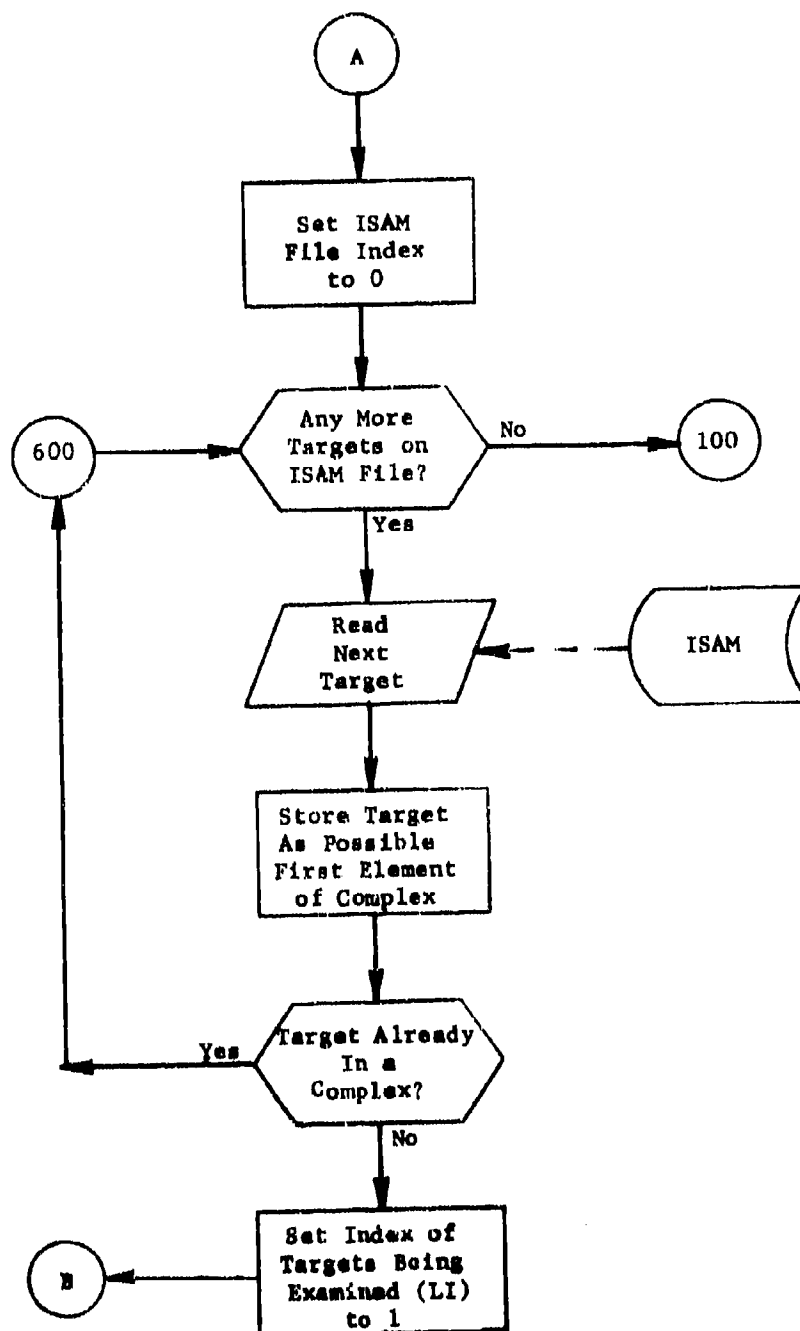 A
Set ISAM
File Index
to 0
600
Any More
Targets on
ISAM File?
No
100
Yes
Read
Next
Target
ISAM
Store Target
As Possible
First Element
of Complex
Yes
Target Already
In a
Complex?
No
Set Index of
Targets Being
Examined (LI)
to 1
B